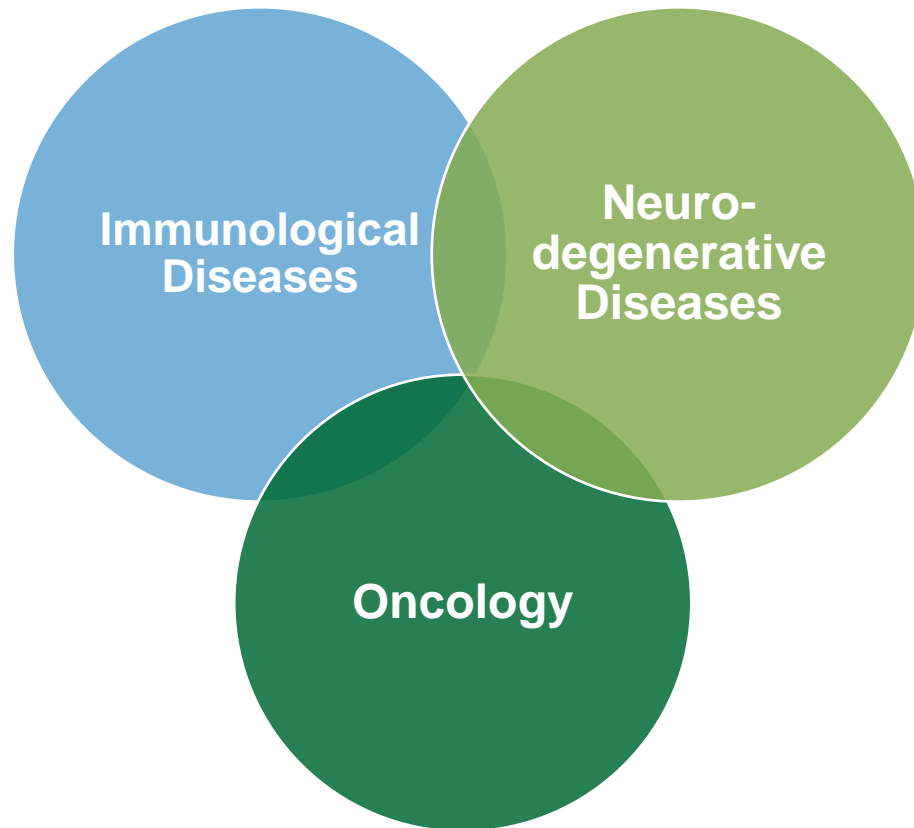 Immunological
Diseases
Neuro-
degenerative
Diseases
Oncology